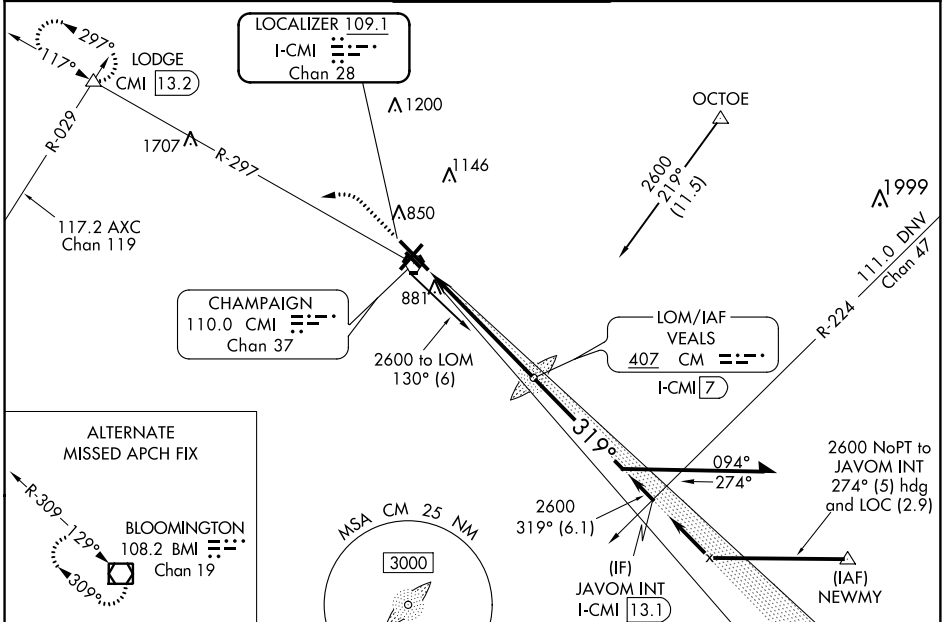 LOCALIZER 109.1
I-CMI
Chan 28
297°
117°
LODGE
CMI 13.2
R-029
1707
R-297
1200
1146
850
OCTOE
2600
219°
(11.5)
1999
117.2 AXC
Chan 119
111.0 DNV
Chan 47
R-224
CHAMPAIGN
110.0 CMI
Chan 37
881
2600 to LOM
130° (6)
LOM/IAF
VEALS
407 CM
I-CMI 7
319°
094°
274°
2600 NoPT to
JAVOM INT
274° (5) hdg
and LOC (2.9)
2600
319° (6.1)
(IF)
JAVOM INT
I-CMI 13.1
(IAF)
NEWMY
ALTERNATE
MISSED APCH FIX
R-309
129°
309°
BLOOMINGTON
108.2 BMI
Chan 19
MSA CM 25 NM
3000